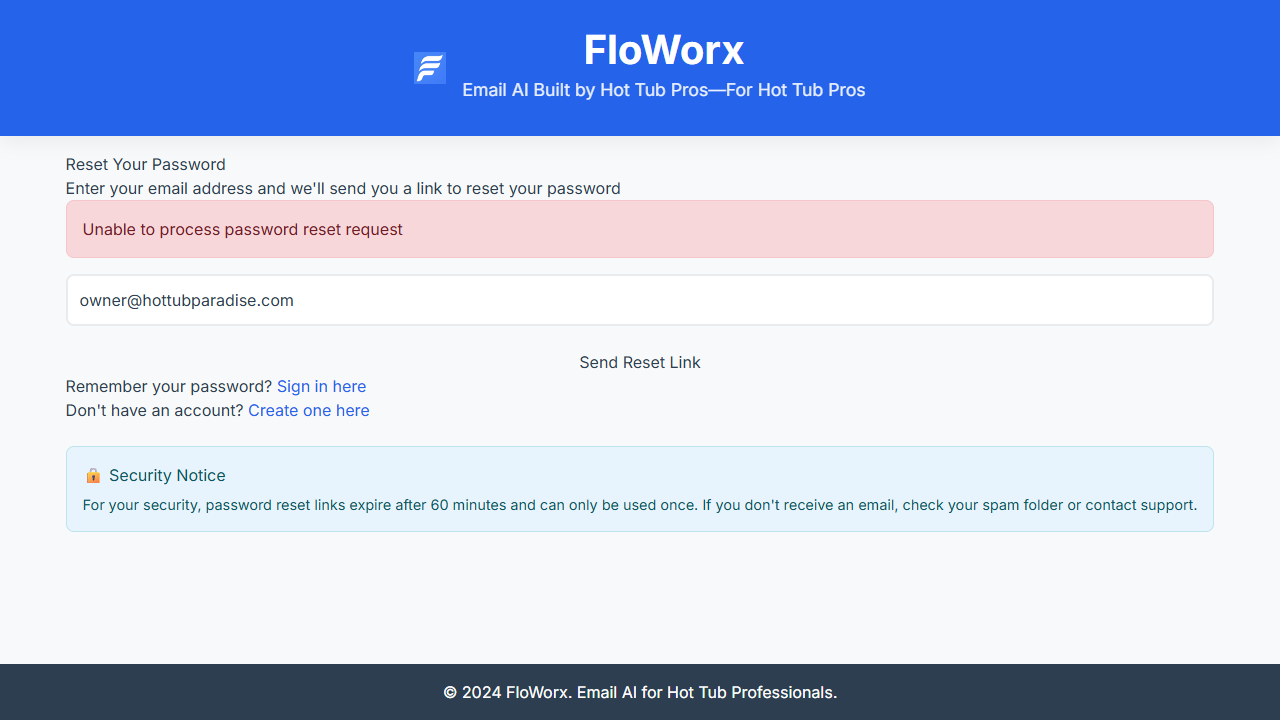 FloWorx
Email AI Built by Hot Tub Pros—For Hot Tub Pros
Reset Your Password
Enter your email address and we'll send you a link to reset your password
Unable to process password reset request
owner@hottubparadise.com
Send Reset Link
Remember your password? Sign in here
Don't have an account? Create one here
🔒 Security Notice
For your security, password reset links expire after 60 minutes and can only be used once. If you don't receive an email, check your spam folder or contact support.
© 2024 FloWorx. Email AI for Hot Tub Professionals.